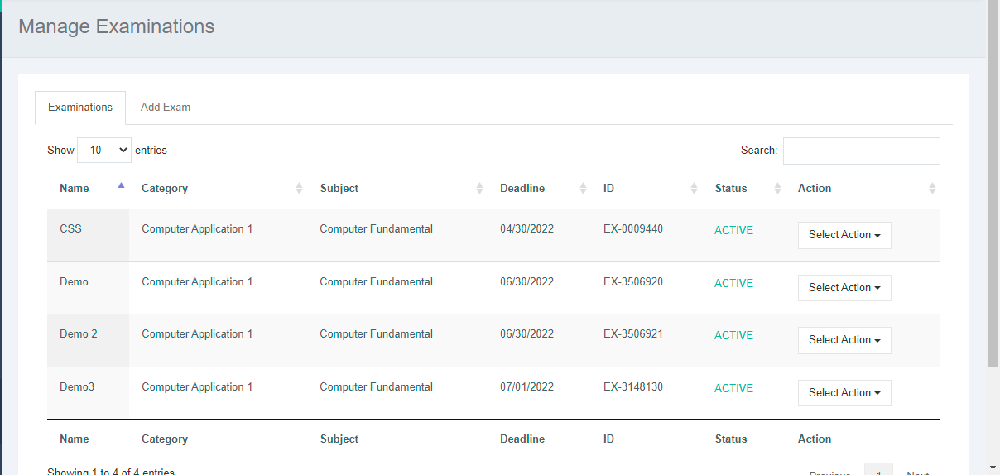 Manage Examinations
Examinations Add Exam
Show 10 entries Search:
Name Category Subject Deadline ID Status Action
CSS Computer Application 1 Computer Fundamental 04/30/2022 EX-0009440 ACTIVE Select Action
Demo Computer Application 1 Computer Fundamental 06/30/2022 EX-3506920 ACTIVE Select Action
Demo 2 Computer Application 1 Computer Fundamental 06/30/2022 EX-3506921 ACTIVE Select Action
Demo3 Computer Application 1 Computer Fundamental 07/01/2022 EX-3148130 ACTIVE Select Action
Name Category Subject Deadline ID Status Action
Showing 1 to 4 of 4 entries Previous 1 Next